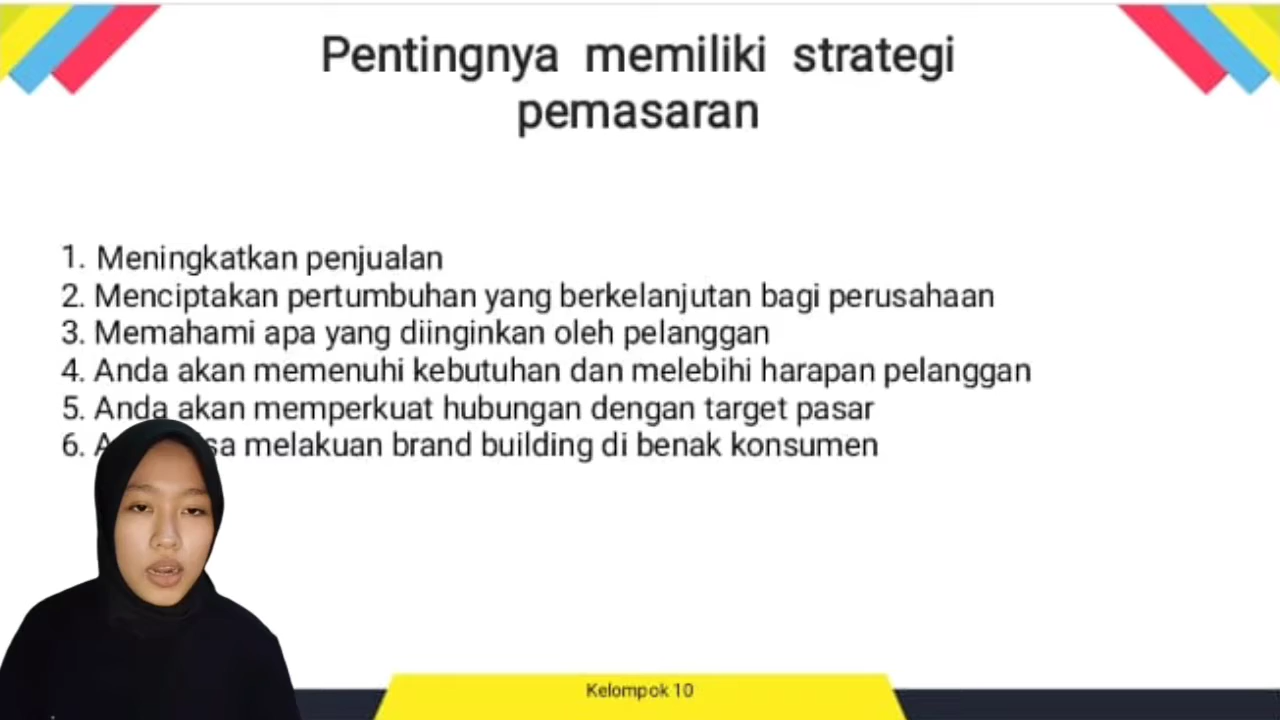 Pentingnya memiliki strategi
pemasaran
1. Meningkatkan penjualan
2. Menciptakan pertumbuhan yang berkelanjutan bagi perusahaan
3. Memahami apa yang diinginkan oleh pelanggan
4. Anda akan memenuhi kebutuhan dan melebihi harapan pelanggan
5. Anda akan memperkuat hubungan dengan target pasar
6. melakuan brand building di benak konsumen
Kelompok 10